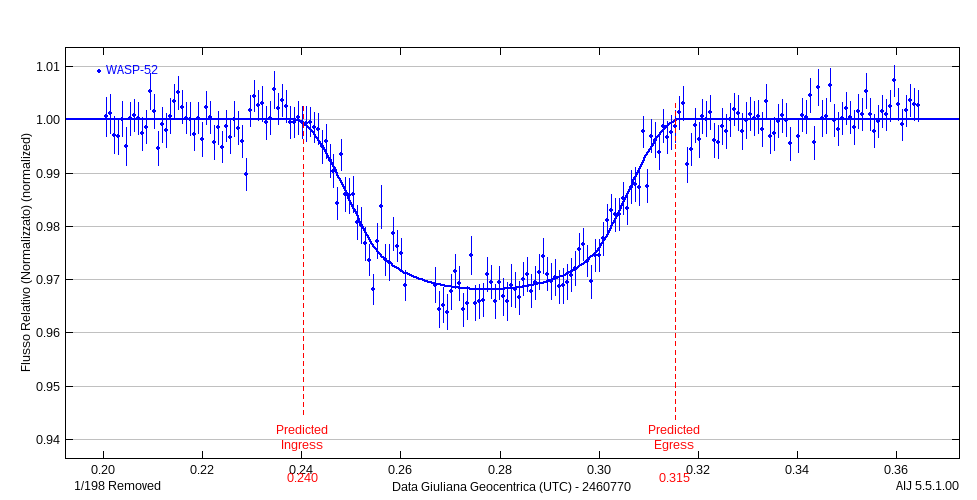 WASP-52
1.01
1.00
0.99
0.98
0.97
0.96
0.95
0.94
Flusso Relativo (Normalizzato) (normalized)
Predicted
Ingress
Predicted
Egress
0.20
0.22
0.24
0.26
0.28
0.30
0.32
0.34
0.36
0.240
0.315
1/198 Removed
Data Giuliana Geocentrica (UTC) - 2460770
AIJ 5.5.1.00